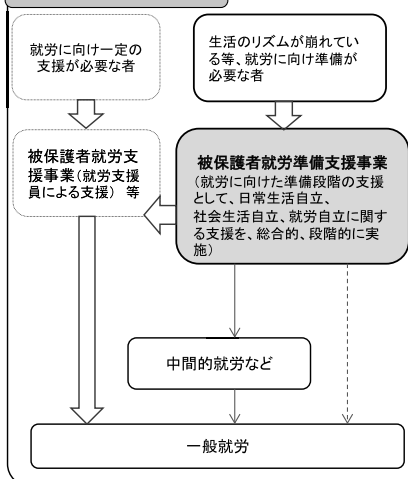 就労に向け一定の
支援が必要な者
生活のリズムが崩れてい
る等、就労に向け準備が
必要な者
被保護者就労支
援事業(就労支援
員による支援) 等
被保護者就労準備支援事業
(就労に向けた準備段階の支援
として、日常生活自立、
社会生活自立、就労自立に関す
る支援を、総合的、段階的に実
施)
中間的就労など
一般就労